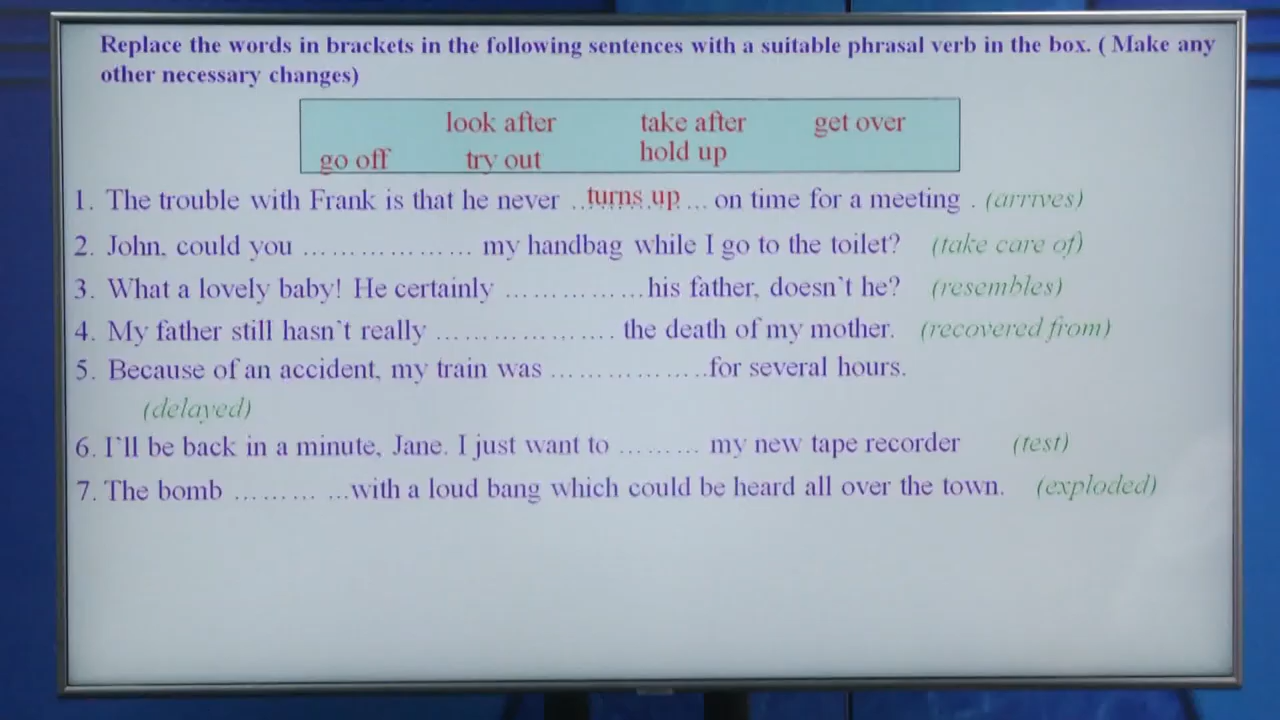 Replace the words in brackets in the following sentences with a suitable phrasal verb in the box. ( Make any
other necessary changes)
look after take after get over
go off try out hold up
1. The trouble with Frank is that he never ..turns up... on time for a meeting . (arrives)
2. John, could you ……………… my handbag while I go to the toilet? (take care of)
3. What a lovely baby! He certainly ……………his father, doesn`t he? (resembles)
4. My father still hasn`t really ………………. the death of my mother. (recovered from)
5. Because of an accident, my train was ……………..for several hours.
(delayed)
6. I`ll be back in a minute, Jane. I just want to ……… my new tape recorder (test)
7. The bomb ……… …with a loud bang which could be heard all over the town. (exploded)